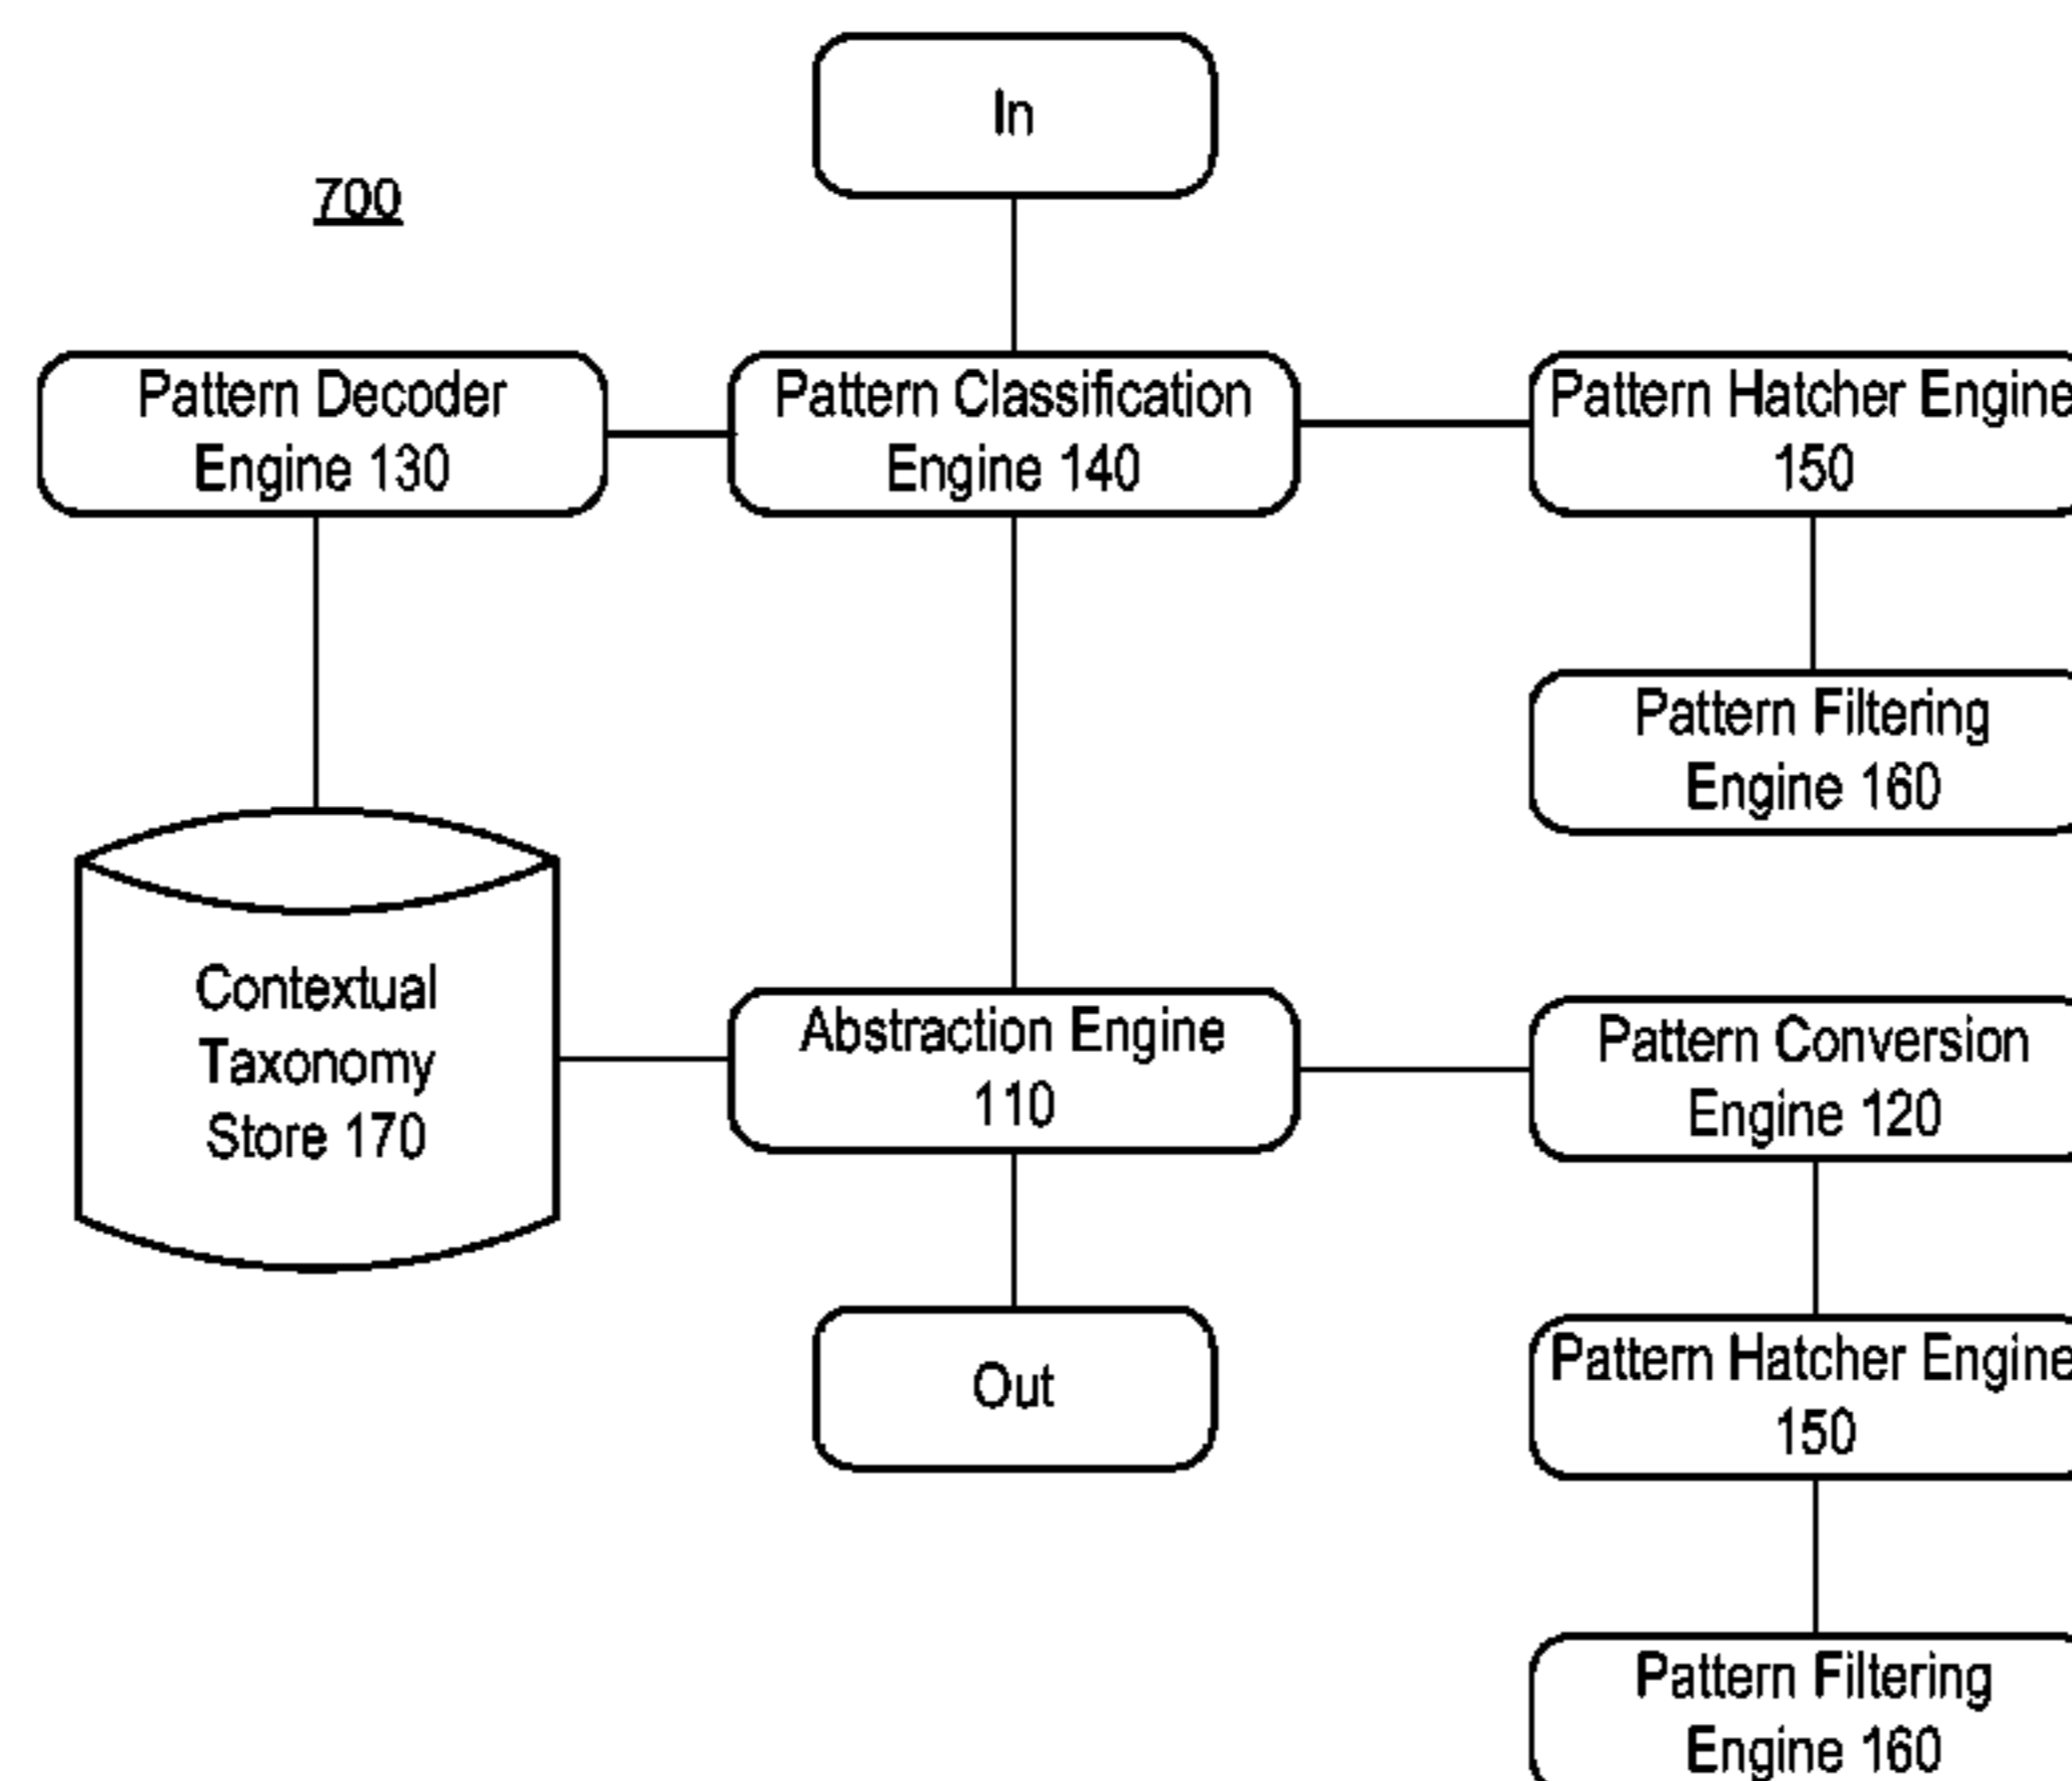 In
700
Pattern Decoder
Engine 130
Pattern Classification
Engine 140
Pattern Hatcher Engine
150
Pattern Filtering
Engine 160
Contextual
Taxonomy
Store 170
Abstraction Engine
110
Pattern Conversion
Engine 120
Out
Pattern Hatcher Engine
150
Pattern Filtering
Engine 160